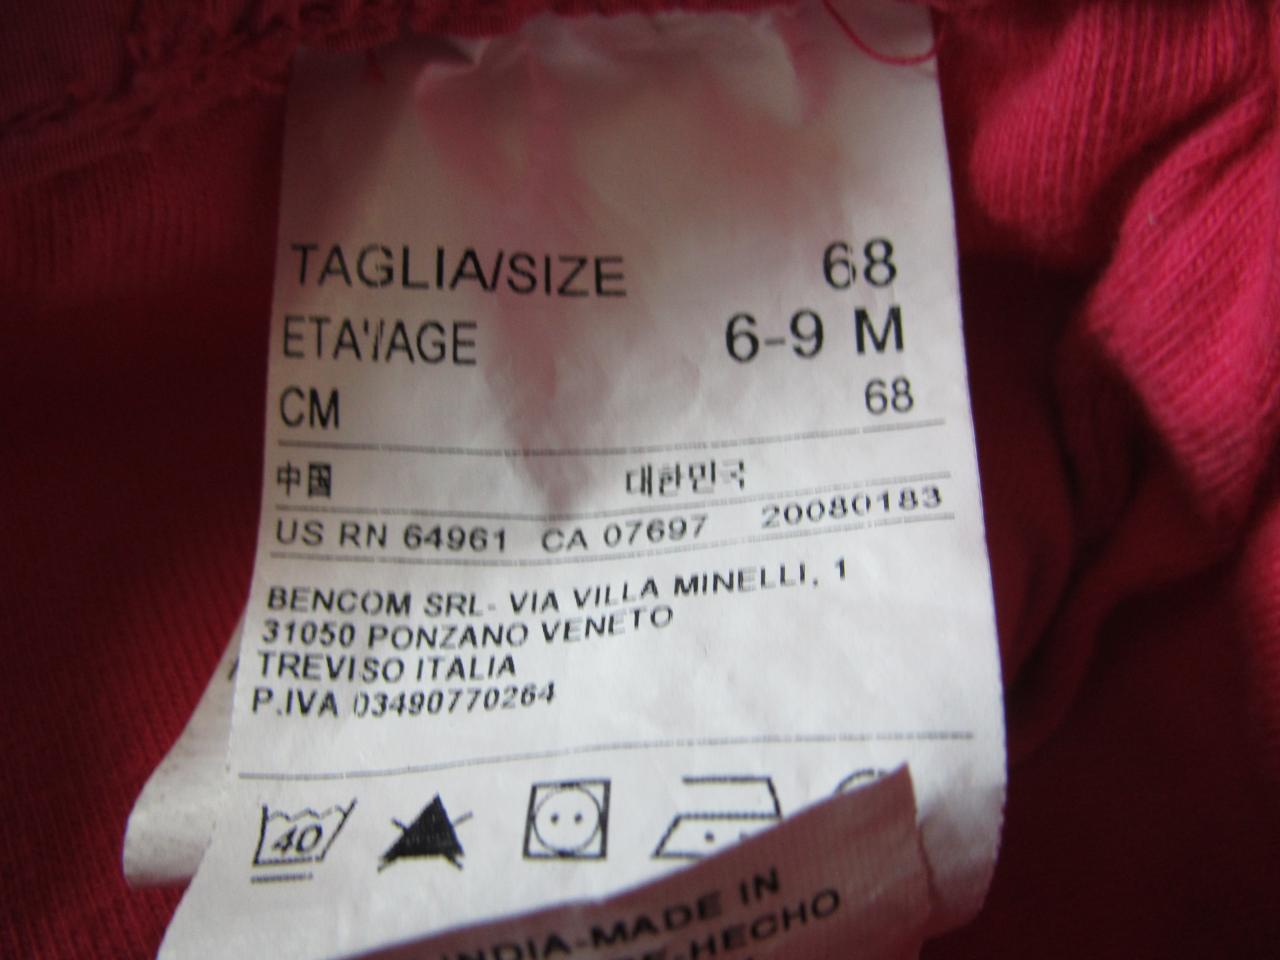 TAGLIA/SIZE 68
ETA'/AGE 6-9 M
CM 68
中国 대한민국
US RN 64961 CA 07697 20080183
BENCOM SRL- VIA VILLA MINELLI, 1
31050 PONZANO VENETO
TREVISO ITALIA
P.IVA 03490770264
40
INDIA-MADE IN
HECHO